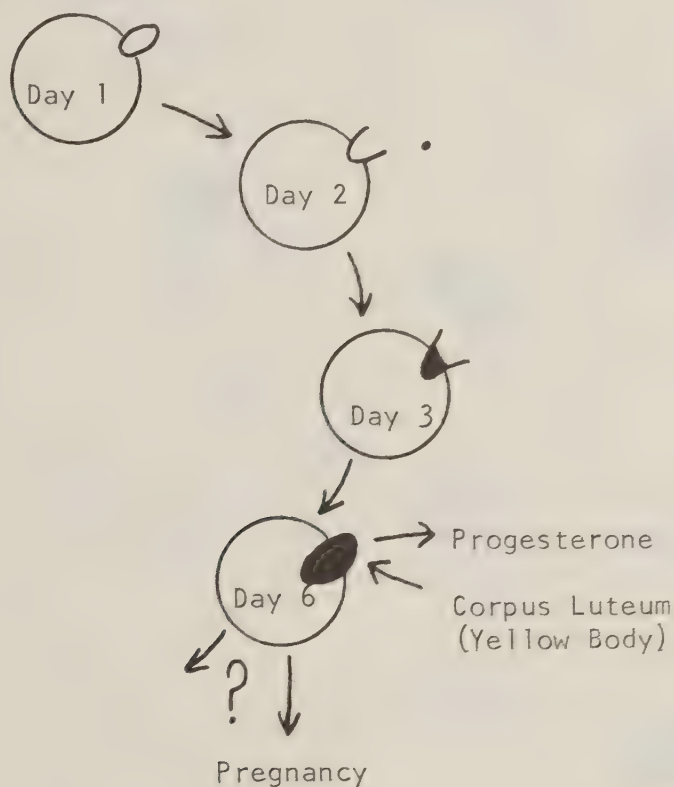 Day 1
Day 2
Day 3
Day 6
Progesterone
Corpus Luteum
(Yellow Body)
?
Pregnancy